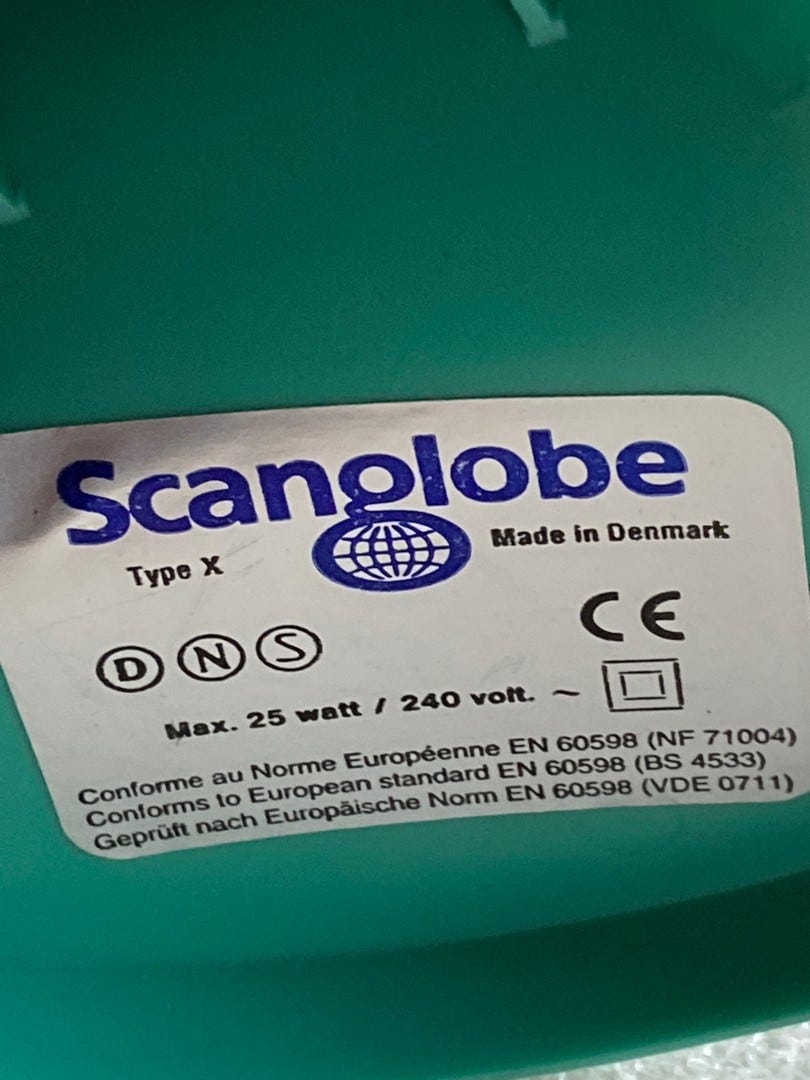 Scanglobe
Type X
Made in Denmark
D N S
CE
Max. 25 watt / 240 volt. ~
Conforme au Norme Européenne EN 60598 (NF 71004)
Conforms to European standard EN 60598 (BS 4533)
Geprüft nach Europäische Norm EN 60598 (VDE 0711)